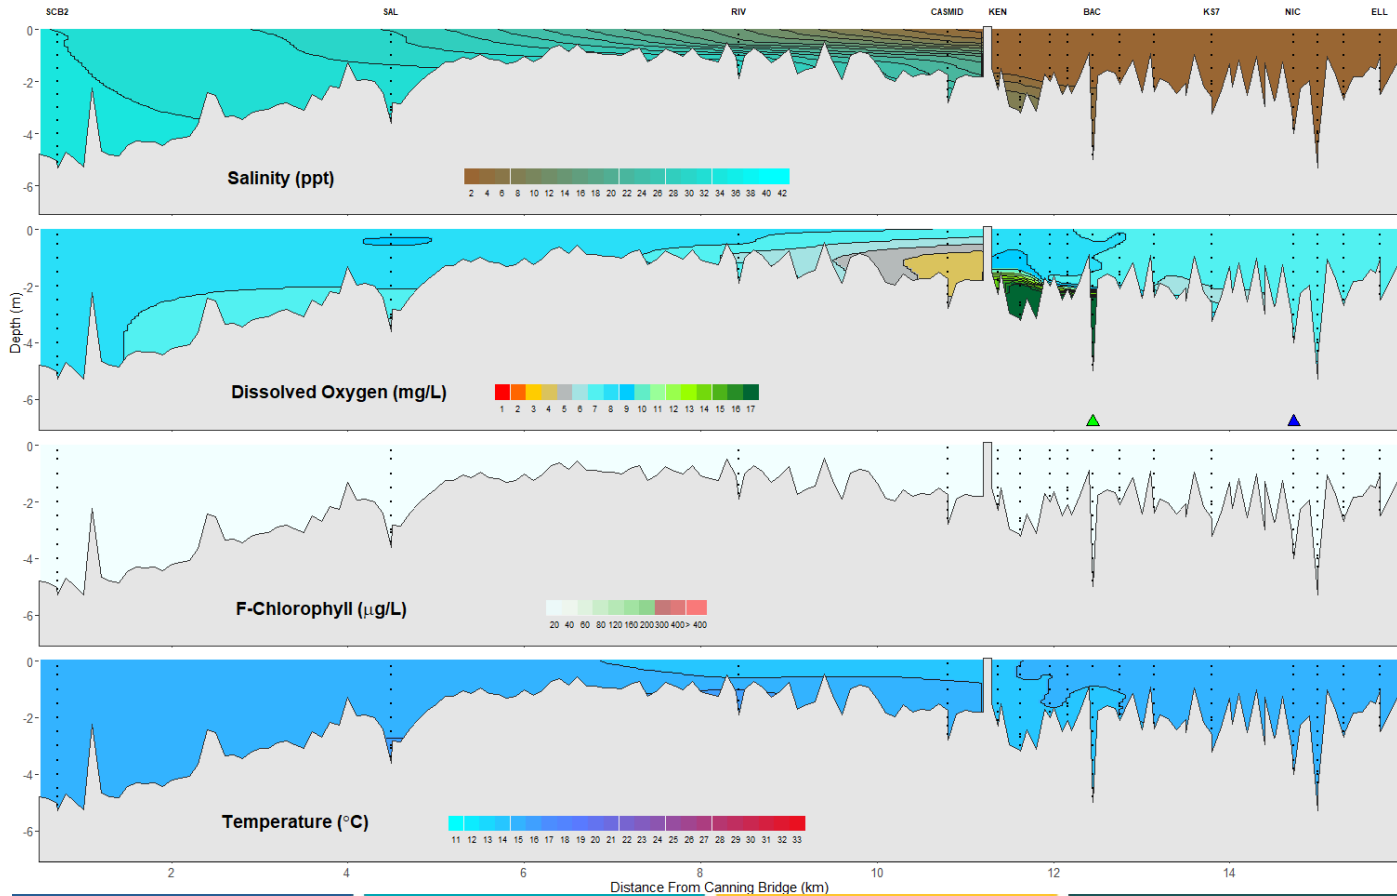 SCB2 SAL RIV CASMID KEN BAC KS7 NIC ELL
0
-2
-4
-6
Salinity (ppt)
2 4 6 8 10 12 14 16 18 20 22 24 26 28 30 32 34 36 38 40 42
0
-2
-4
-6
Depth (m)
Dissolved Oxygen (mg/L)
1 2 3 4 5 6 7 8 9 10 11 12 13 14 15 16 17
0
-2
-4
-6
F-Chlorophyll (μg/L)
20 40 60 80 120 160 200 300 400 > 400
0
-2
-4
-6
Temperature (°C)
11 12 13 14 15 16 17 18 19 20 21 22 23 24 25 26 27 28 29 30 31 32 33
2 4 6 8 10 12 14
Distance From Canning Bridge (km)